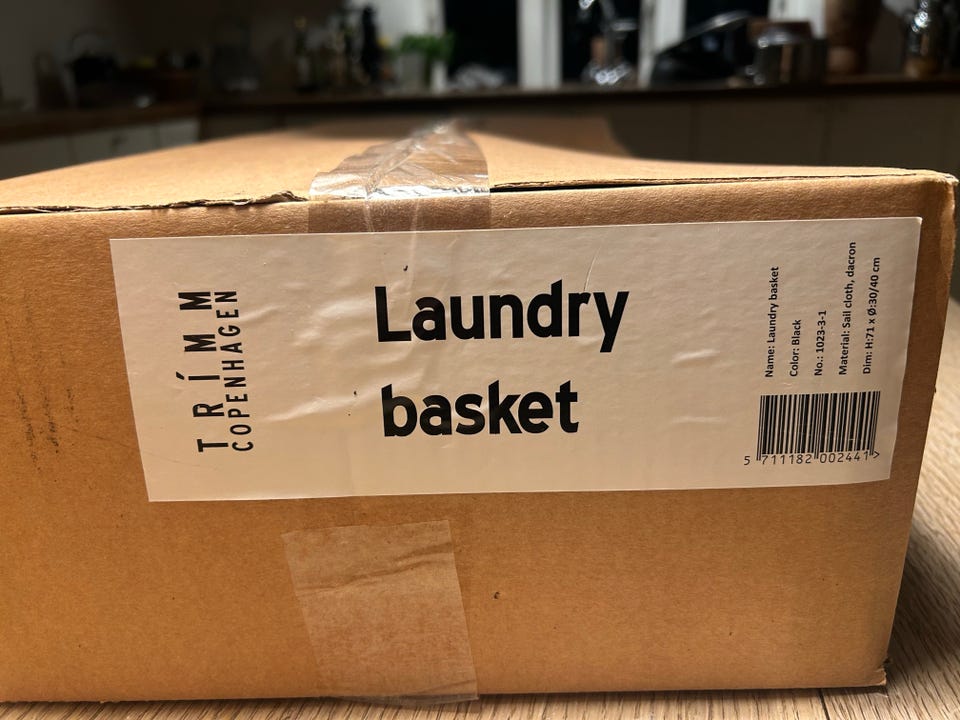 TRÍMM
COPENHAGEN
Laundry
basket
Name: Laundry basket
Color: Black
No.: 1023-3-1
Material: Sail cloth, dacron
Dim: H:71 x Ø:30/40 cm
5 711182 002441 >